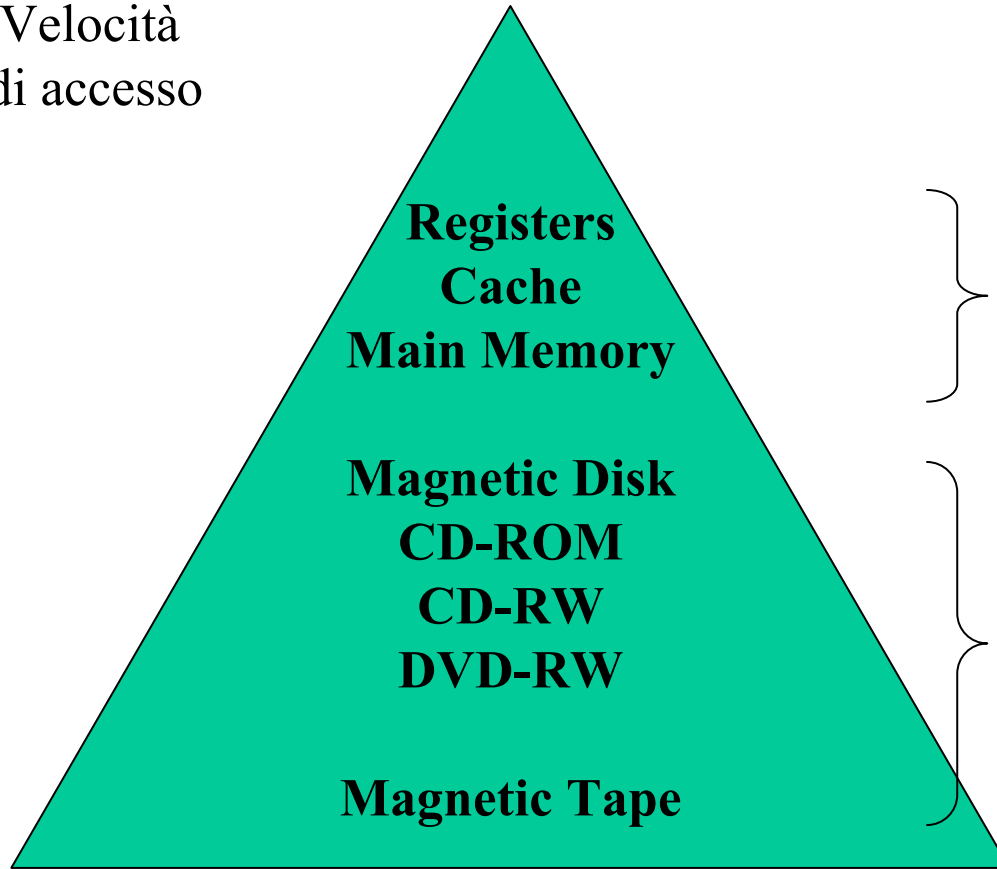 Velocità
di accesso
Registers
Cache
Main Memory
Magnetic Disk
CD-ROM
CD-RW
DVD-RW
Magnetic Tape